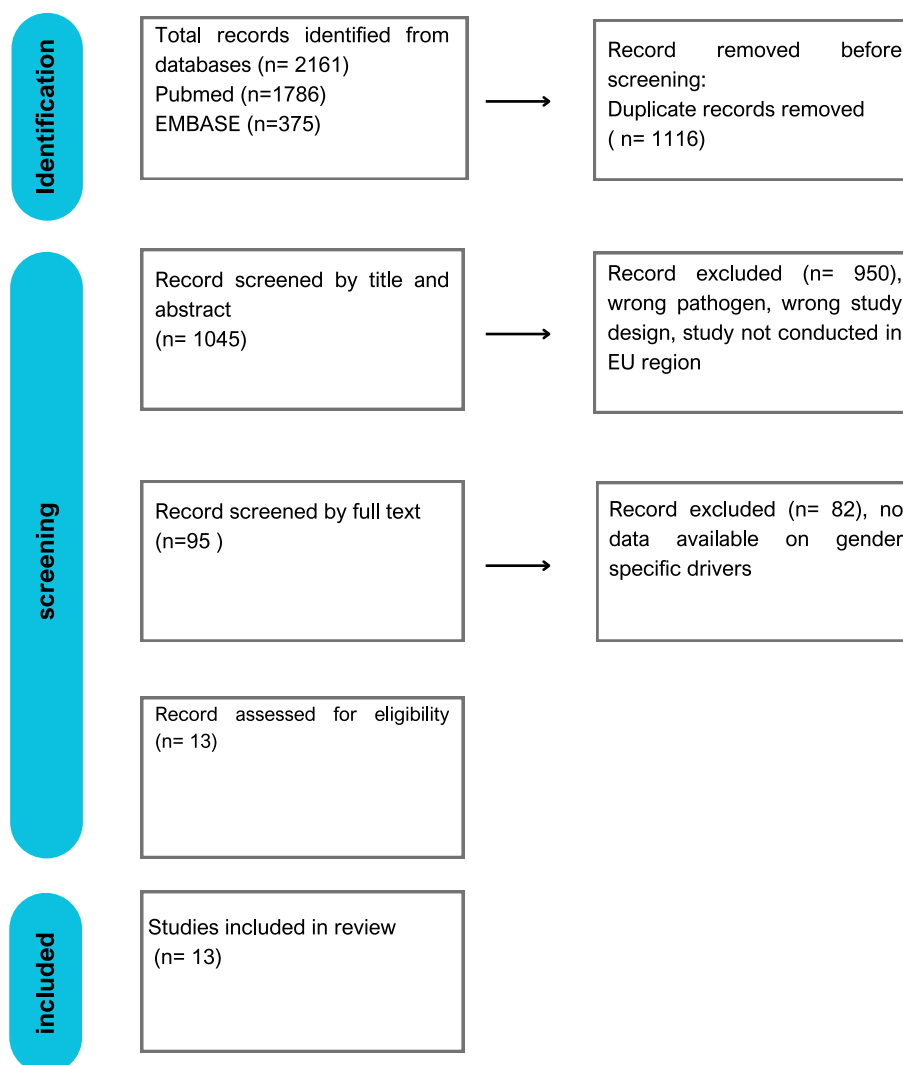 Identification
Total records identified from
databases (n= 2161)
Pubmed (n=1786)
EMBASE (n=375)
Record removed before
screening:
Duplicate records removed
( n= 1116)
screening
Record screened by title and
abstract
(n= 1045)
Record excluded (n= 950),
wrong pathogen, wrong study
design, study not conducted in
EU region
Record screened by full text
(n=95 )
Record excluded (n= 82), no
data available on gender
specific drivers
Record assessed for eligibility
(n= 13)
included
Studies included in review
(n= 13)